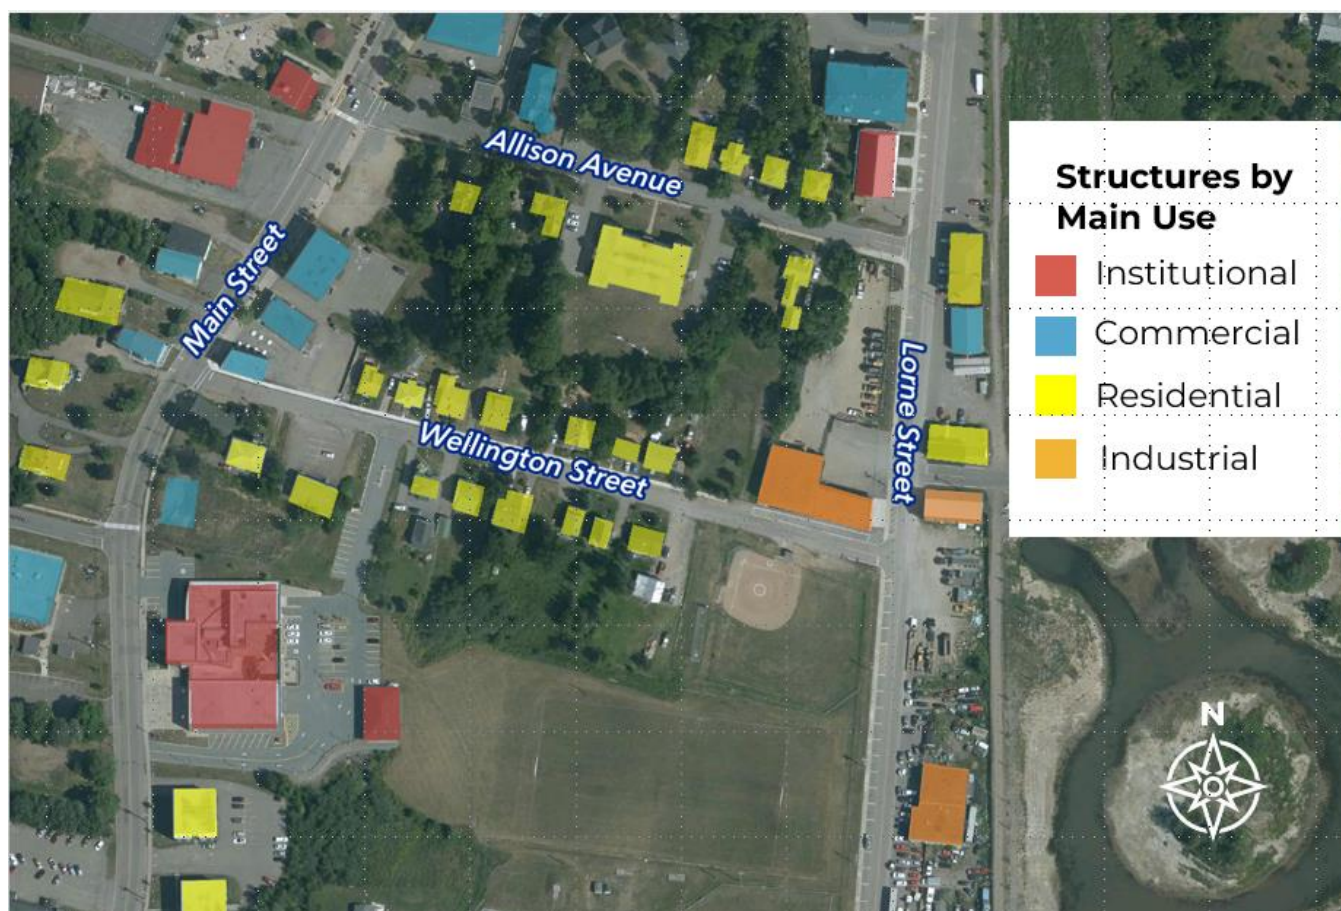 Allison Avenue
Structures by
Main Use
Institutional
Main Street
Commercial
Lorne Street
Residential
Wellington Street
Industrial
N